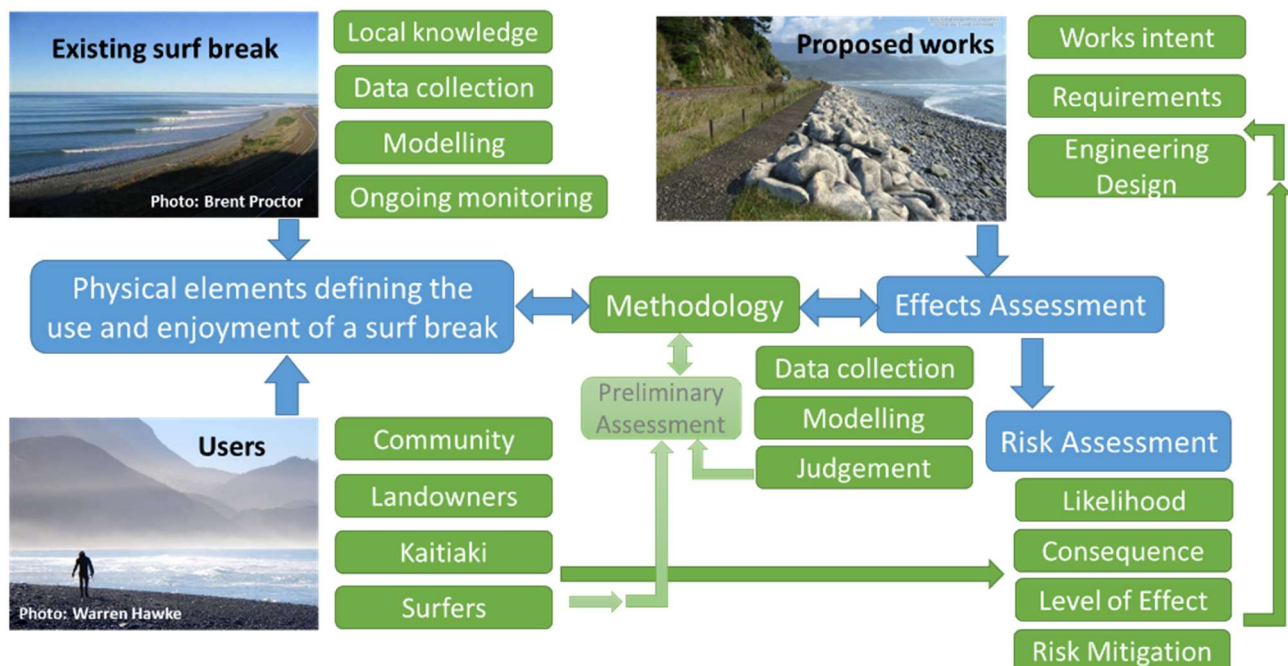 Existing surf break
Photo: Brent Proctor
Local knowledge
Data collection
Modelling
Ongoing monitoring
Proposed works
Works intent
Requirements
Engineering
Design
Physical elements defining the
use and enjoyment of a surf break
Methodology
Effects Assessment
Preliminary
Assessment
Data collection
Modelling
Judgement
Risk Assessment
Users
Photo: Warren Hawke
Community
Landowners
Kaitiaki
Surfers
Likelihood
Consequence
Level of Effect
Risk Mitigation